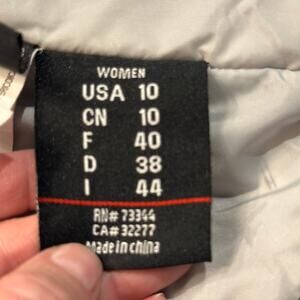 WOMEN
USA 10
CN 10
F 40
D 38
I 44
RN# 73344
CA# 32277
Made in china